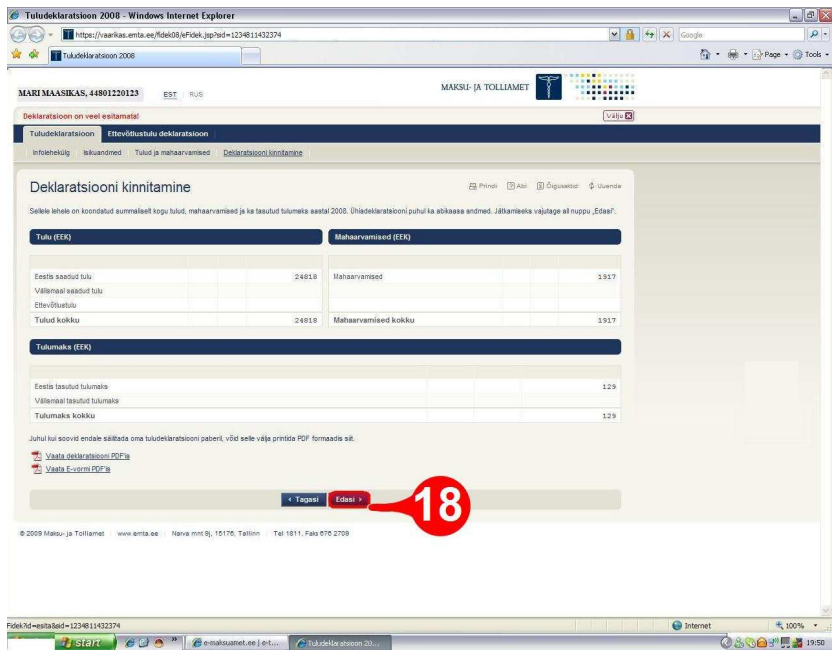 Tuludeklaratsioon 2008 - Windows Internet Explorer
https://vaarikas.emta.ee/fidek08/eFidek.jsp?sid=1234811432374
Google
Tuludeklaratsioon 2008
Page
Tools
MARI MAASIKAS, 44801220123
EST
RUS
MAKSU- JA TOLLIAMET
Deklaratsioon on veel esitamata!
Välju
Tuludeklaratsioon
Ettevõtlustulu deklaratsioon
Infolehekülg
Isikuandmed
Tulud ja mahaarvamised
Deklaratsiooni kinnitamine
Deklaratsiooni kinnitamine
Prindi
Abi
Õigusaktid
Uuenda
Sellele lehele on koondatud summaliselt kogu tulud, mahaarvamised ja ka tasutud tulumaks aastal 2008. Ühisdeklaratsiooni puhul ka abikaasa andmed. Jätkamiseks vajutage all nuppu „Edasi".
Tulu (EEK)
Mahaarvamised (EEK)
Eestis saadud tulu 24818
Mahaarvamised 1917
Välismaal saadud tulu
Ettevõtlustulu
Tulud kokku 24818
Mahaarvamised kokku 1917
Tulumaks (EEK)
Eestis tasutud tulumaks 129
Välismaal tasutud tulumaks
Tulumaks kokku 129
Juhul kui soovid endale säilitada oma tuludeklaratsiooni paberil, võid selle välja printida PDF formaadis siit.
Vaata deklaratsiooni PDF'is
Vaata E-vormi PDF'is
Tagasi
Edasi
18
© 2009 Maksu- ja Tolliamet
www.emta.ee
Narva mnt 9j, 15176, Tallinn
Tel 1811, Faks 676 2709
Fidek?id=esita&sid=1234811432374
Internet
100%
start
e-maksuamet.ee | e-t...
Tuludeklaratsioon 20...
19:50